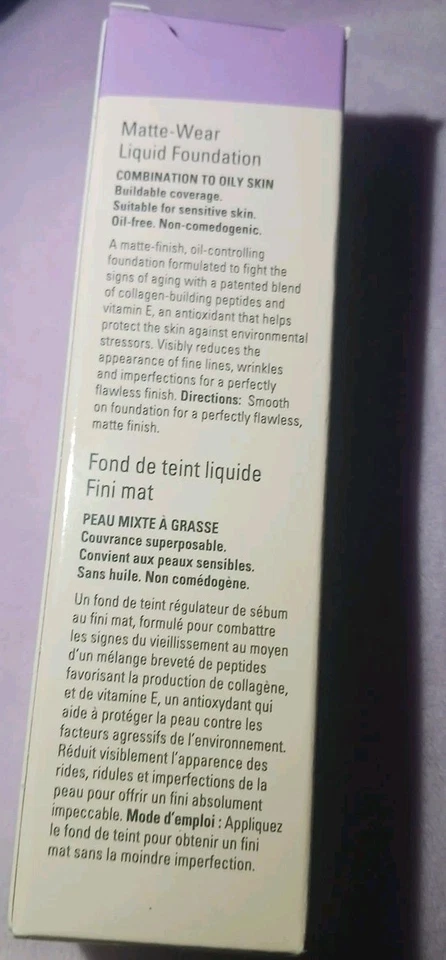 Matte-Wear
Liquid Foundation
COMBINATION TO OILY SKIN
Buildable coverage.
Suitable for sensitive skin.
Oil-free. Non-comedogenic.
A matte-finish, oil-controlling
foundation formulated to fight the
signs of aging with a patented blend
of collagen-building peptides and
vitamin E, an antioxidant that helps
protect the skin against environmental
stressors. Visibly reduces the
appearance of fine lines, wrinkles
and imperfections for a perfectly
flawless finish. Directions: Smooth
on foundation for a perfectly flawless,
matte finish.
Fond de teint liquide
Fini mat
PEAU MIXTE À GRASSE
Couvrance superposable.
Convient aux peaux sensibles.
Sans huile. Non comédogène.
Un fond de teint régulateur de sébum
au fini mat, formulé pour combattre
les signes du vieillissement au moyen
d'un mélange breveté de peptides
favorisant la production de collagène,
et de vitamine E, un antioxydant qui
aide à protéger la peau contre les
facteurs agressifs de l'environnement.
Réduit visiblement l'apparence des
rides, ridules et imperfections de la
peau pour offrir un fini absolument
impeccable. Mode d'emploi : Appliquez
le fond de teint pour obtenir un fini
mat sans la moindre imperfection.